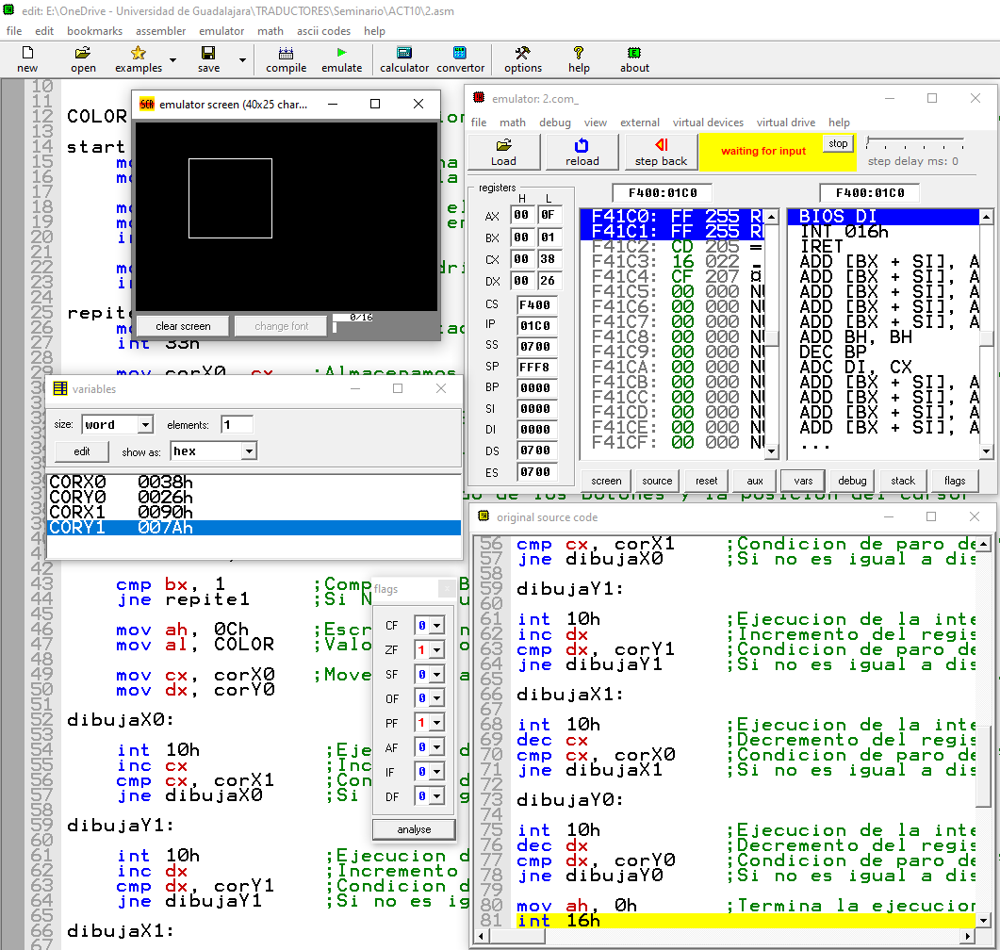 edit: E:\OneDrive - Universidad de Guadalajara\TRADUCTORES\Seminario\ACT10\2.asm
file edit bookmarks assembler emulator math ascii codes help
new open examples save compile emulate calculator convertor options help about
10
11
12 COLOR
13
14 start
15
16
17
18
19
20 in
21
22
23 in
24
25 repite
26
27 int 33h
28
29 mov corX0, cx ;Almacenamos
42
43 cmp bx, 1 ;Comp
44 jne repite1 ;Si N
45
46 mov ah, 0Ch ;Escr
47 mov al, COLOR ;Valo
48
49 mov cx, corX0 ;Move
50 mov dx, corY0
51
52 dibujaX0:
53
54 int 10h ;Eje
55 inc cx ;Inc
56 cmp cx, corX1 ;Con
57 jne dibujaX0 ;Si
58
59 dibujaY1:
60
61 int 10h ;Ejecucion d
62 inc dx ;Incremento
63 cmp dx, corY1 ;Condicion d
64 jne dibujaY1 ;Si no es ig
65
66 dibujaX1:
67
emulator screen (40x25 char...
clear screen change font 0/16
variables
size: word elements: 1
edit show as: hex
CORX0 0038h
CORY0 0026h
CORX1 0090h
CORY1 007Ah
flags
CF 0
ZF 1
SF 0
OF 0
PF 1
AF 0
IF 0
DF 0
analyse
emulator: 2.com_
file math debug view external virtual devices virtual drive help
Load reload step back waiting for input stop step delay ms: 0
registers F400:01C0 F400:01C0
H L
AX 00 0F
BX 00 01
CX 00 38
DX 00 26
CS F400
IP 01C0
SS 0700
SP FFF8
BP 0000
SI 0000
DI 0000
DS 0700
ES 0700
F41C0: FF 255 R
F41C1: FF 255 R
F41C2: CD 205 =
F41C3: 16 022 _
F41C4: CF 207 ¤
F41C5: 00 000 NU
F41C6: 00 000 NU
F41C7: 00 000 NU
F41C8: 00 000 NU
F41C9: 00 000 NU
F41CA: 00 000 NU
F41CB: 00 000 NU
F41CC: 00 000 NU
F41CD: 00 000 NU
F41CE: 00 000 NU
F41CF: 00 000 NU
BIOS DI
INT 016h
IRET
ADD [BX + SI], A
ADD [BX + SI], A
ADD [BX + SI], A
ADD [BX + SI], A
ADD [BX + SI], A
ADD BH, BH
DEC BP
ADC DI, CX
ADD [BX + SI], A
ADD [BX + SI], A
ADD [BX + SI], A
ADD [BX + SI], A
...
screen source reset aux vars debug stack flags
do de los botones y la posicion del cursor
original source code
56 cmp cx, corX1 ;Condicion de paro de
57 jne dibujaX0 ;Si no es igual a dis
58
59 dibujaY1:
60
61 int 10h ;Ejecucion de la inte
62 inc dx ;Incremento del regis
63 cmp dx, corY1 ;Condicion de paro de
64 jne dibujaY1 ;Si no es igual a dis
65
66 dibujaX1:
67
68 int 10h ;Ejecucion de la inte
69 dec cx ;Decremento del regis
70 cmp cx, corX0 ;Condicion de paro de
71 jne dibujaX1 ;Si no es igual a dis
72
73 dibujaY0:
74
75 int 10h ;Ejecucion de la inte
76 dec dx ;Decremento del regis
77 cmp dx, corY0 ;Condicion de paro de
78 jne dibujaY0 ;Si no es igual a dis
79
80 mov ah, 0h ;Termina la ejecucion
81 int 16h